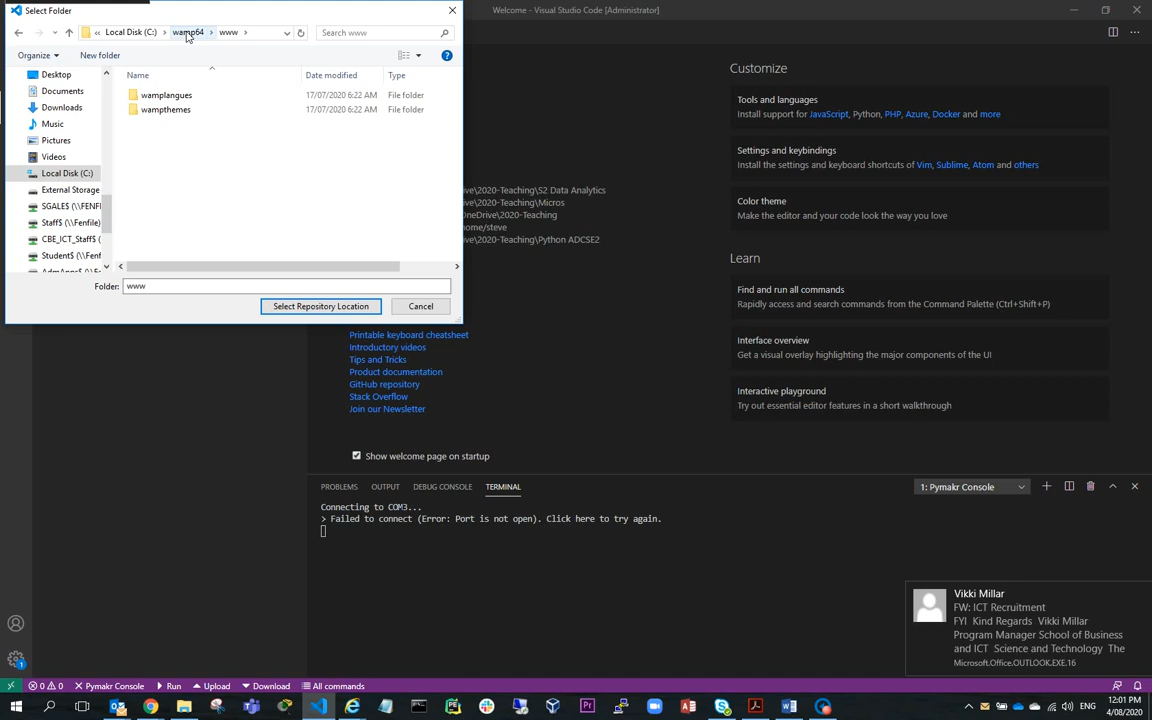 Select Folder
Welcome - Visual Studio Code [Administrator]
« Local Disk (C:) › wamp64 › www ›
Search www
Organize
New folder
Name
Date modified
Type
Desktop
Documents
Downloads
Music
Pictures
Videos
Local Disk (C:)
External Storage
SGALE$ (\\FENFI
Staff$ (\\Fenfile)
CBE_ICT_Staff$ (
Student$ (\\Fenf
wamplangues 17/07/2020 6:22 AM File folder
wampthemes 17/07/2020 6:22 AM File folder
Folder: www
Select Repository Location
Cancel
ive\2020-Teaching\S2 Data Analytics
rive\2020-Teaching\Micros
OneDrive\2020-Teaching
home/steve
ive\2020-Teaching\Python ADCSE2
Printable keyboard cheatsheet
Introductory videos
Tips and Tricks
Product documentation
GitHub repository
Stack Overflow
Join our Newsletter
Show welcome page on startup
Customize
Tools and languages
Install support for JavaScript, Python, PHP, Azure, Docker and more
Settings and keybindings
Install the settings and keyboard shortcuts of Vim, Sublime, Atom and others
Color theme
Make the editor and your code look the way you love
Learn
Find and run all commands
Rapidly access and search commands from the Command Palette (Ctrl+Shift+P)
Interface overview
Get a visual overlay highlighting the major components of the UI
Interactive playground
Try out essential editor features in a short walkthrough
PROBLEMS OUTPUT DEBUG CONSOLE TERMINAL
1: Pymakr Console
Connecting to COM3...
> Failed to connect (Error: Port is not open). Click here to try again.
Vikki Millar
FW: ICT Recruitment
FYI Kind Regards Vikki Millar
Program Manager School of Business
and ICT Science and Technology The
Microsoft.Office.OUTLOOK.EXE.16
0 0 Pymakr Console Run Upload Download All commands
ENG
12:01 PM
4/08/2020